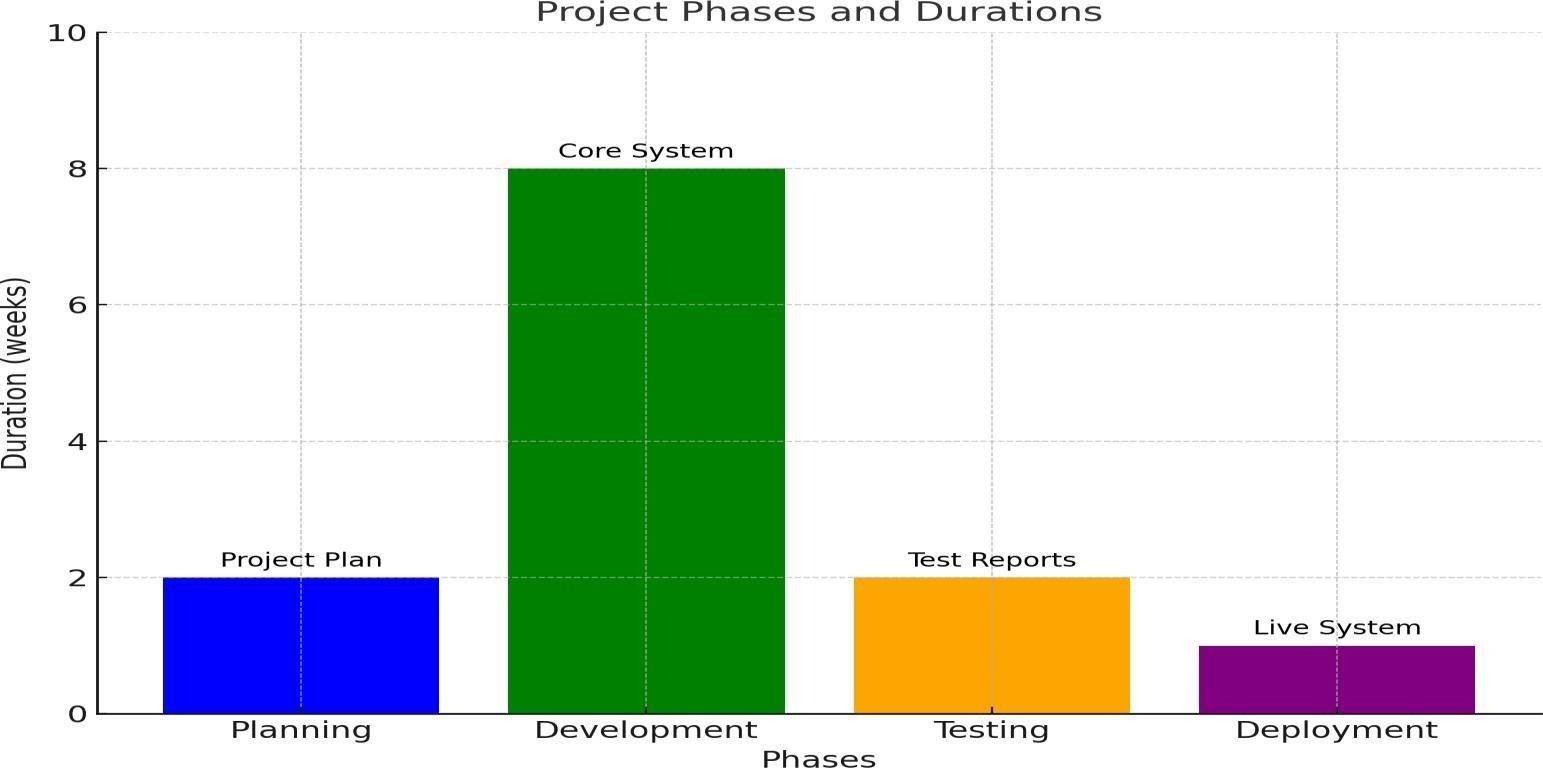 Project Phases and Durations
10
8
6
4
2
0
Duration (weeks)
Core System
Project Plan
Test Reports
Live System
Planning
Development
Testing
Deployment
Phases